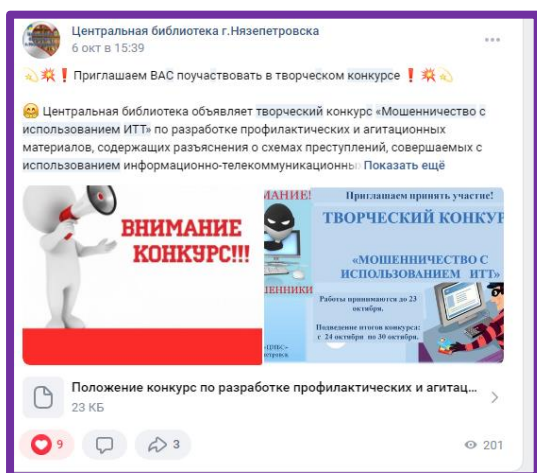 Центральная библиотека г.Нязепетровска
6 окт в 15:39
Приглашаем ВАС поучаствовать в творческом конкурсе
Центральная библиотека объявляет творческий конкурс «Мошенничество с
использованием ИТТ» по разработке профилактических и агитационных
материалов, содержащих разъяснения о схемах преступлений, совершаемых с
использованием информационно-телекоммуникационны Показать ещё
ВНИМАНИЕ
КОНКУРС!!!
МАНИЕ!
ШЕННИКИ
Приглашаем принять участие!
ТВОРЧЕСКИЙ КОНКУР
«МОШЕННИЧЕСТВО С
ИСПОЛЬЗОВАНИЕМ ИТТ»
Работы принимаются до 23
октября.
Подведение итогов конкурса:
с 24 октября по 30 октября.
Положение конкурс по разработке профилактических и агитац...
23 КБ
9
3
201